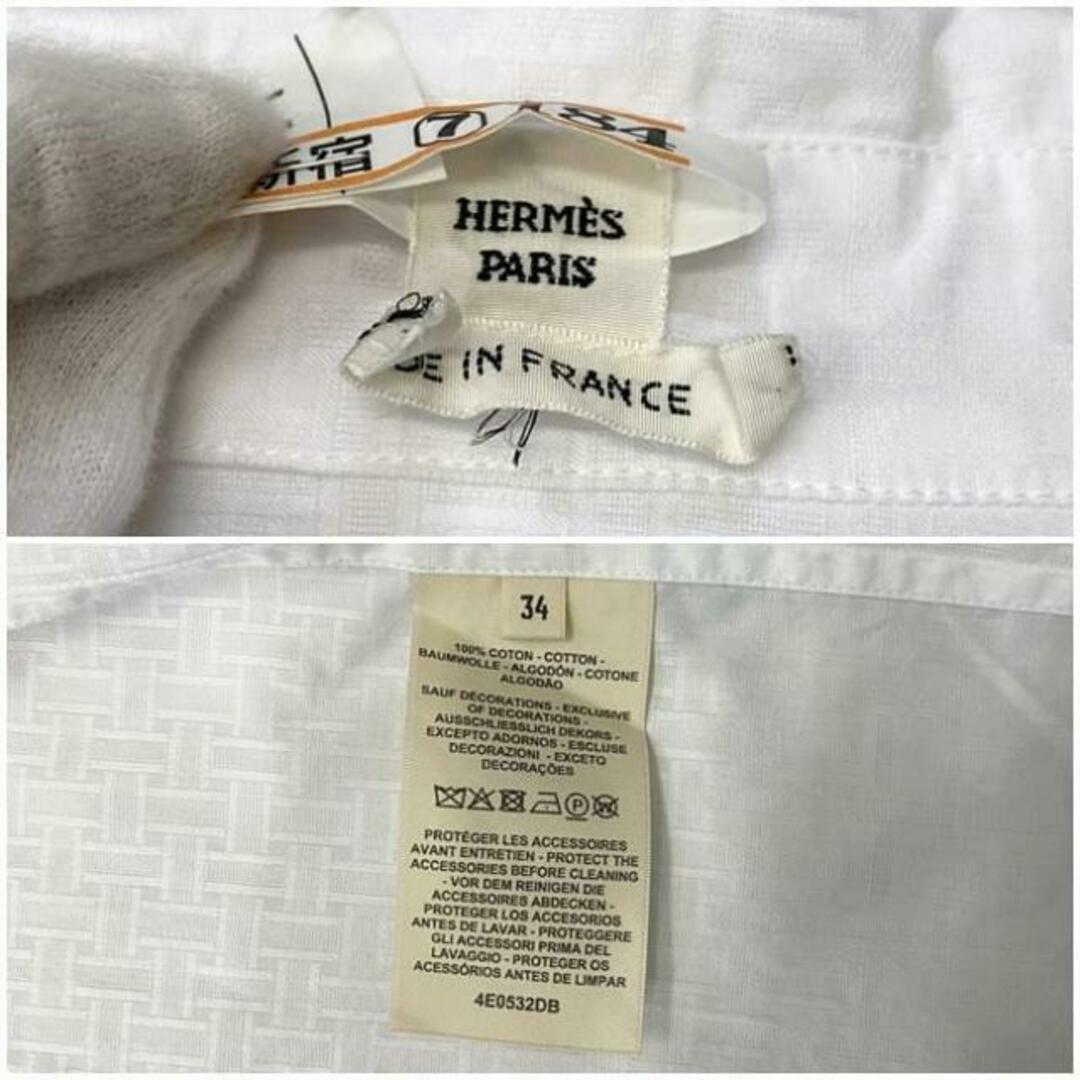 新宿 7 84
HERMÈS
PARIS
DE IN FRANCE
34
100% COTON - COTTON -
BAUMWOLLE - ALGODÓN - COTONE
ALGODÃO
SAUF DÉCORATIONS - EXCLUSIVE
OF DECORATIONS -
AUSSCHLIESSLICH DEKORS -
EXCEPTO ADORNOS - ESCLUSE
DECORAZIONI - EXCETO
DECORAÇÕES
P W
PROTÉGER LES ACCESSOIRES
AVANT ENTRETIEN - PROTECT THE
ACCESSORIES BEFORE CLEANING
- VOR DEM REINIGEN DIE
ACCESSOIRES ABDECKEN -
PROTEGER LOS ACCESORIOS
ANTES DE LAVAR - PROTEGGERE
GLI ACCESSORI PRIMA DEL
LAVAGGIO - PROTEGER OS
ACESSÓRIOS ANTES DE LIMPAR
4E0532DB